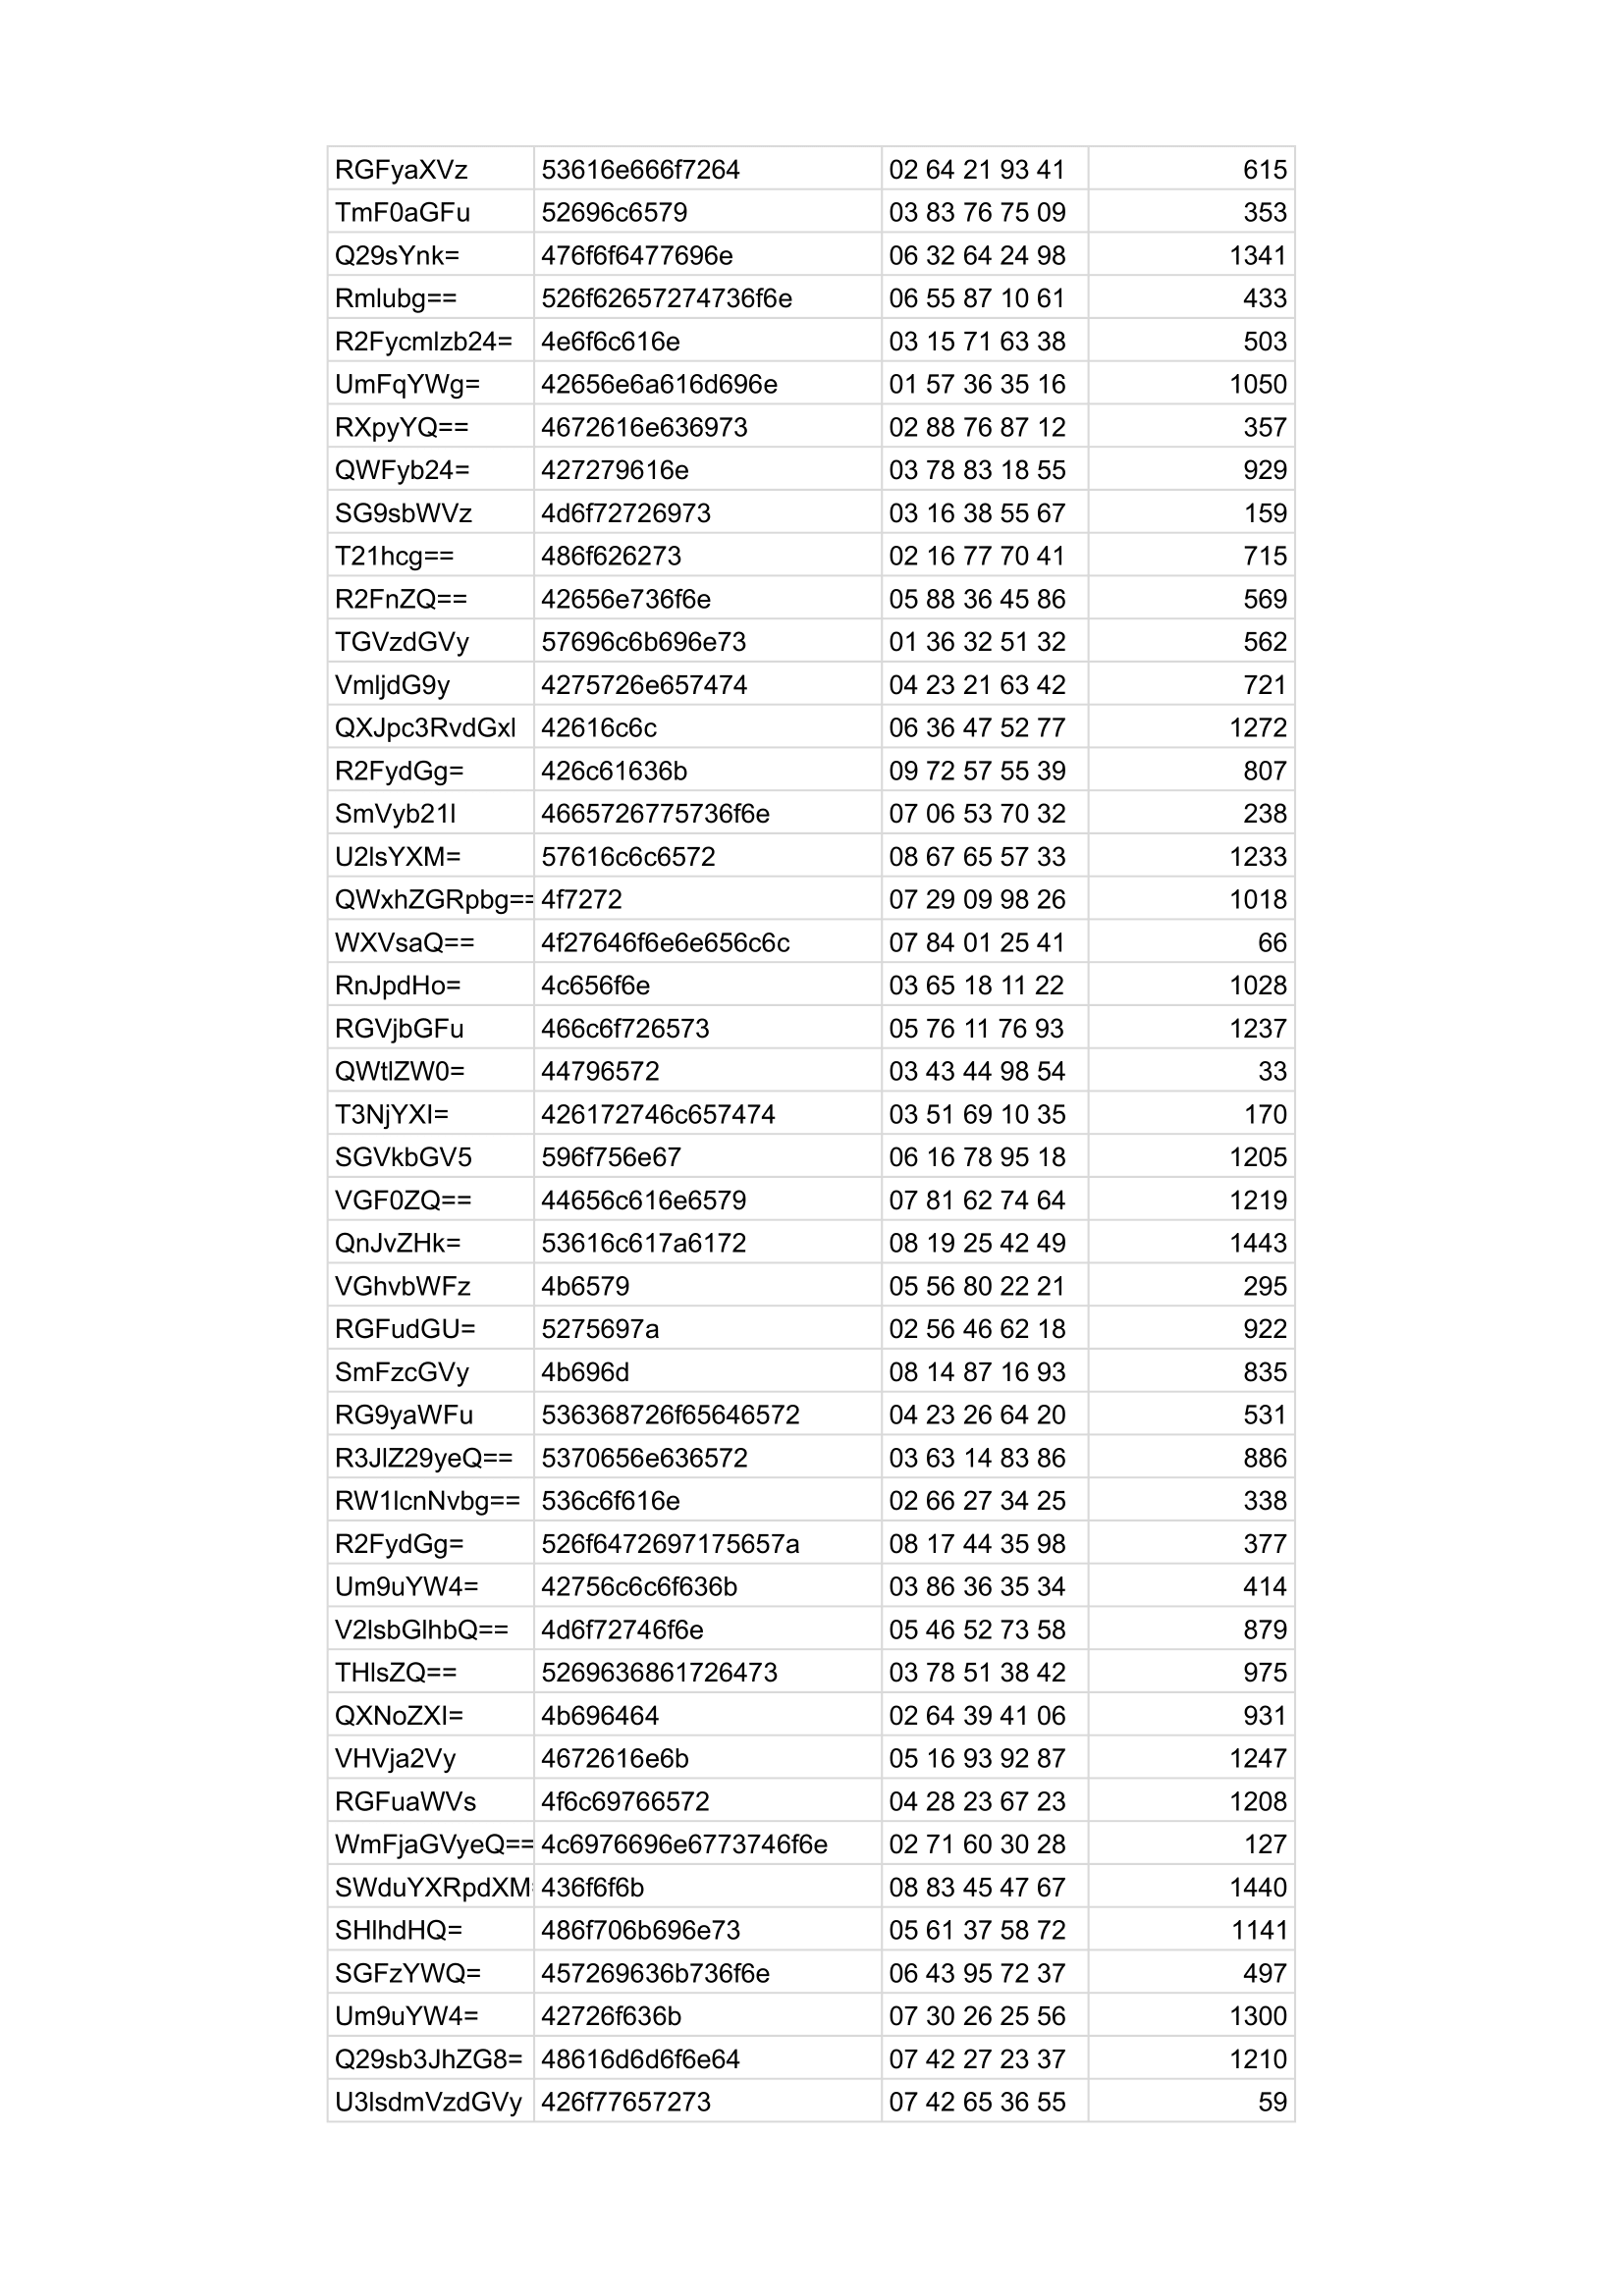 RGFyaXVz 53616e666f7264 02 64 21 93 41 615
TmF0aGFu 52696c6579 03 83 76 75 09 353
Q29sYnk= 476f6f6477696e 06 32 64 24 98 1341
Rmlubg== 526f62657274736f6e 06 55 87 10 61 433
R2Fycmlzb24= 4e6f6c616e 03 15 71 63 38 503
UmFqYWg= 42656e6a616d696e 01 57 36 35 16 1050
RXpyYQ== 4672616e636973 02 88 76 87 12 357
QWFyb24= 427279616e 03 78 83 18 55 929
SG9sbWVz 4d6f72726973 03 16 38 55 67 159
T21hcg== 486f626273 02 16 77 70 41 715
R2FnZQ== 42656e736f6e 05 88 36 45 86 569
TGVzdGVy 57696c6b696e73 01 36 32 51 32 562
VmljdG9y 4275726e657474 04 23 21 63 42 721
QXJpc3RvdGxl 42616c6c 06 36 47 52 77 1272
R2FydGg= 426c61636b 09 72 57 55 39 807
SmVyb21l 4665726775736f6e 07 06 53 70 32 238
U2lsYXM= 57616c6c6572 08 67 65 57 33 1233
QWxhZGRpbg== 4f7272 07 29 09 98 26 1018
WXVsaQ== 4f27646f6e6e656c6c 07 84 01 25 41 66
RnJpdHo= 4c656f6e 03 65 18 11 22 1028
RGVjbGFu 466c6f726573 05 76 11 76 93 1237
QWtlZW0= 44796572 03 43 44 98 54 33
T3NjYXI= 426172746c657474 03 51 69 10 35 170
SGVkbGV5 596f756e67 06 16 78 95 18 1205
VGF0ZQ== 44656c616e6579 07 81 62 74 64 1219
QnJvZHk= 53616c617a6172 08 19 25 42 49 1443
VGhvbWFz 4b6579 05 56 80 22 21 295
RGFudGU= 5275697a 02 56 46 62 18 922
SmFzcGVy 4b696d 08 14 87 16 93 835
RG9yaWFu 536368726f65646572 04 23 26 64 20 531
R3JlZ29yeQ== 5370656e636572 03 63 14 83 86 886
RW1lcnNvbg== 536c6f616e 02 66 27 34 25 338
R2FydGg= 526f6472697175657a 08 17 44 35 98 377
Um9uYW4= 42756c6c6f636b 03 86 36 35 34 414
V2lsbGlhbQ== 4d6f72746f6e 05 46 52 73 58 879
THlsZQ== 5269636861726473 03 78 51 38 42 975
QXNoZXI= 4b696464 02 64 39 41 06 931
VHVja2Vy 4672616e6b 05 16 93 92 87 1247
RGFuaWVs 4f6c69766572 04 28 23 67 23 1208
WmFjaGVyeQ== 4c6976696e6773746f6e 02 71 60 30 28 127
SWduYXRpdXM= 436f6f6b 08 83 45 47 67 1440
SHlhdHQ= 486f706b696e73 05 61 37 58 72 1141
SGFzYWQ= 457269636b736f6e 06 43 95 72 37 497
Um9uYW4= 42726f636b 07 30 26 25 56 1300
Q29sb3JhZG8= 48616d6d6f6e64 07 42 27 23 37 1210
U3lsdmVzdGVy 426f77657273 07 42 65 36 55 59